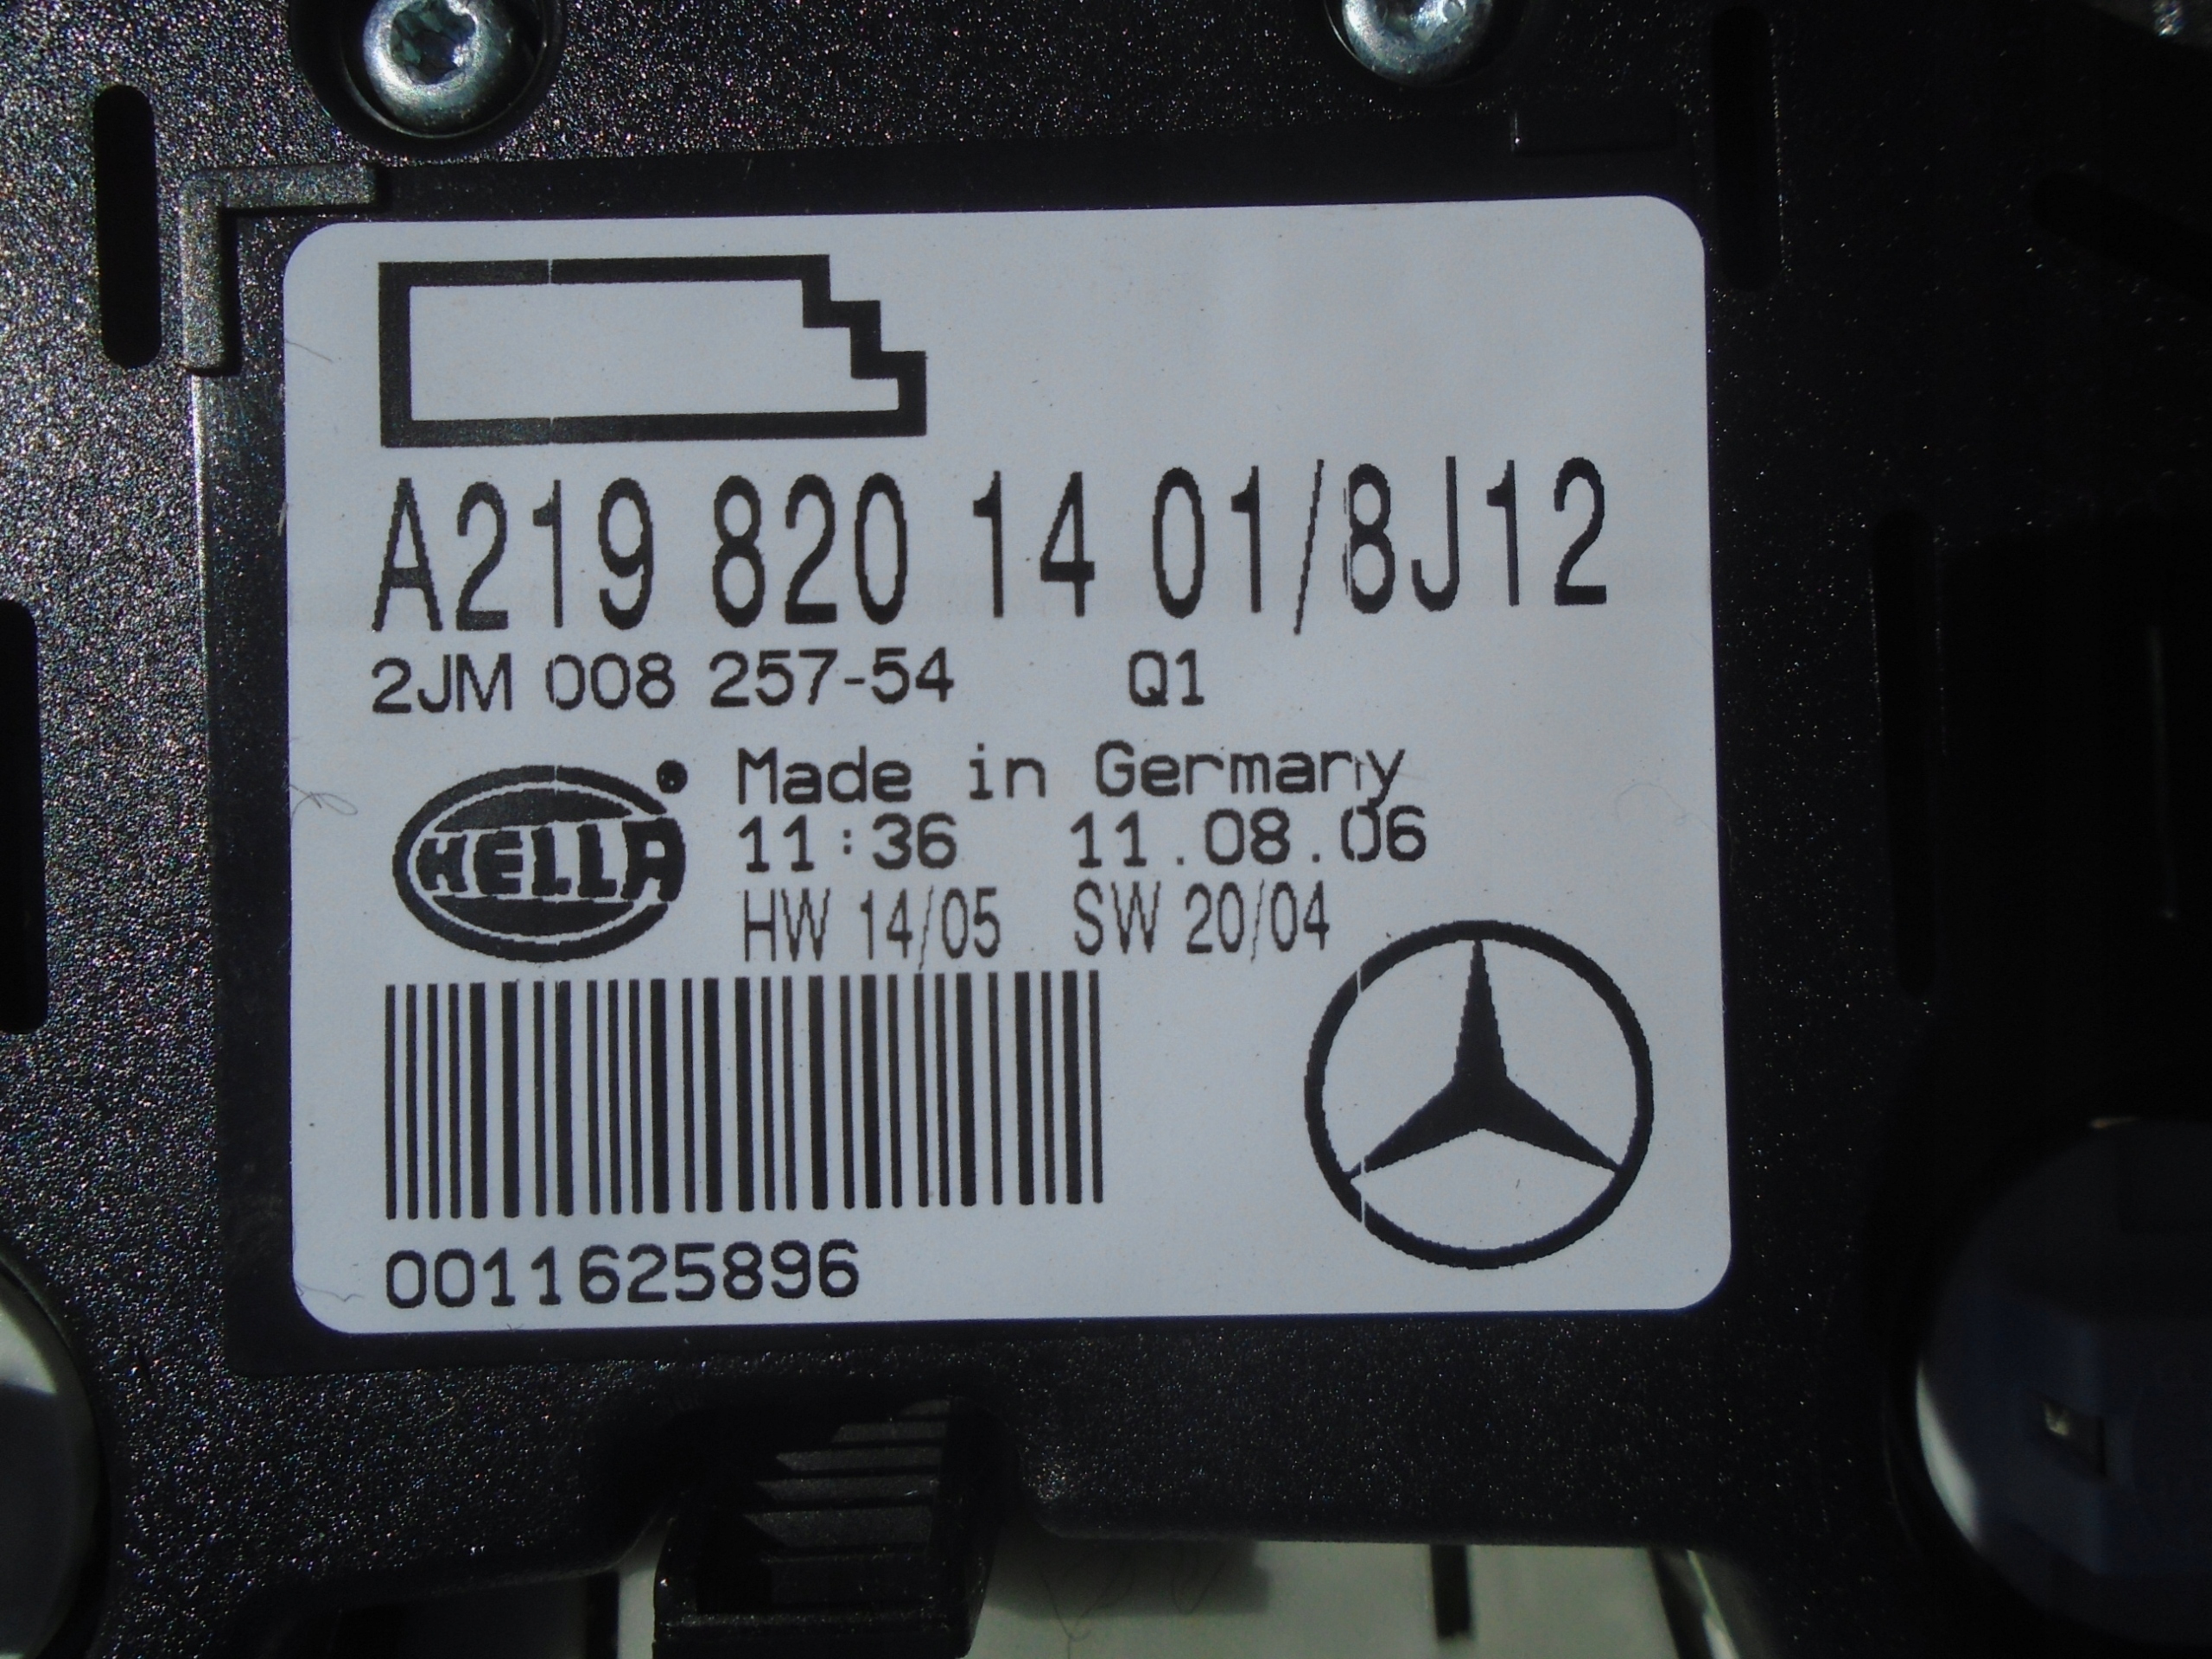 A219 820 14 01/8J12
2JM 008 257-54 Q1
Made in Germany
HELLA
11:36 11.08.06
HW 14/05 SW 20/04
0011625896